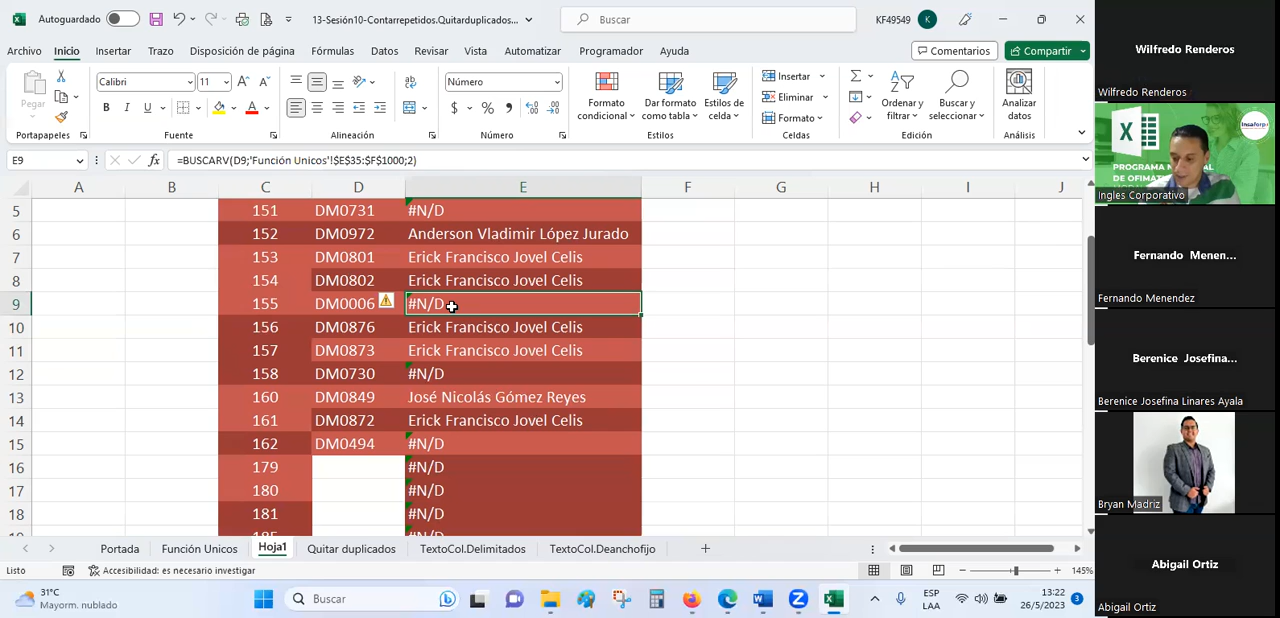 Autoguardado
13-Sesión10-Contarrepetidos.Quitarduplicados...
Buscar
KF49549
K
Archivo Inicio Insertar Trazo Disposición de página Fórmulas Datos Revisar Vista Automatizar Programador Ayuda
Comentarios
Compartir
Pegar
Portapapeles
Calibri
11
N K S
Fuente
ab
Alineación
Número
$ % 000
Número
Formato condicional
Dar formato como tabla
Estilos de celda
Estilos
Insertar
Eliminar
Formato
Celdas
Ordenar y filtrar
Buscar y seleccionar
Edición
Analizar datos
Análisis
E9
fx
=BUSCARV(D9;'Función Unicos'!$E$35:$F$1000;2)
A B C D E F G H I J
5 151 DM0731 #N/D
6 152 DM0972 Anderson Vladimir López Jurado
7 153 DM0801 Erick Francisco Jovel Celis
8 154 DM0802 Erick Francisco Jovel Celis
9 155 DM0006 #N/D
10 156 DM0876 Erick Francisco Jovel Celis
11 157 DM0873 Erick Francisco Jovel Celis
12 158 DM0730 #N/D
13 160 DM0849 José Nicolás Gómez Reyes
14 161 DM0872 Erick Francisco Jovel Celis
15 162 DM0494 #N/D
16 179 #N/D
17 180 #N/D
18 181 #N/D
Portada Función Unicos Hoja1 Quitar duplicados TextoCol.Delimitados TextoCol.Deanchofijo
Listo
Accesibilidad: es necesario investigar
145%
31°C
Mayorm. nublado
Buscar
ESP
LAA
13:22
26/5/2023
3
Wilfredo Renderos
Wilfredo Renderos
PROGRAMA
DE OFIMATI
Insaforp
Ingles Corporativo
Fernando Menen...
Fernando Menendez
Berenice Josefina...
Berenice Josefina Linares Ayala
Bryan Madriz
Abigail Ortiz
Abigail Ortiz